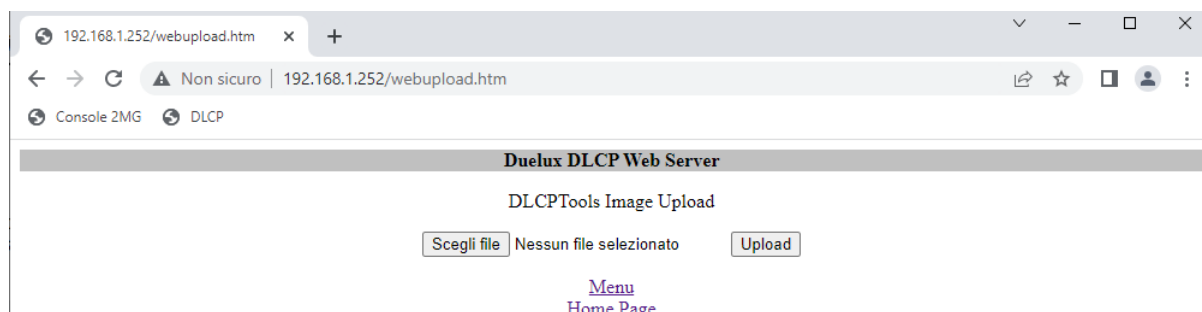 192.168.1.252/webupload.htm
Non sicuro | 192.168.1.252/webupload.htm
Console 2MG DLCP
Duelux DLCP Web Server
DLCPTools Image Upload
Scegli file Nessun file selezionato Upload
Menu
Home Page